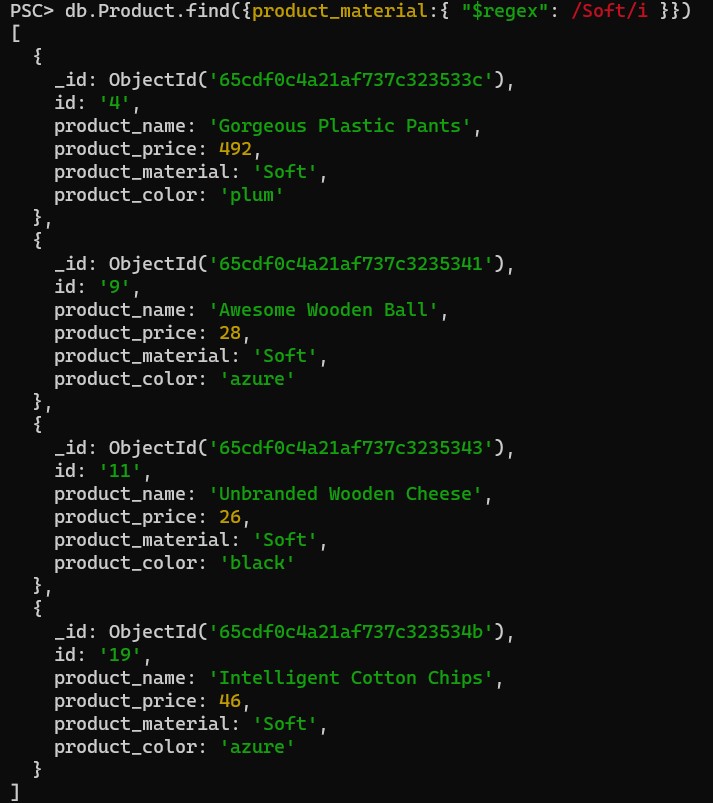 PSC> db.Product.find({product_material:{ "$regex": /Soft/i }})
[
  {
    _id: ObjectId('65cdf0c4a21af737c323533c'),
    id: '4',
    product_name: 'Gorgeous Plastic Pants',
    product_price: 492,
    product_material: 'Soft',
    product_color: 'plum'
  },
  {
    _id: ObjectId('65cdf0c4a21af737c3235341'),
    id: '9',
    product_name: 'Awesome Wooden Ball',
    product_price: 28,
    product_material: 'Soft',
    product_color: 'azure'
  },
  {
    _id: ObjectId('65cdf0c4a21af737c3235343'),
    id: '11',
    product_name: 'Unbranded Wooden Cheese',
    product_price: 26,
    product_material: 'Soft',
    product_color: 'black'
  },
  {
    _id: ObjectId('65cdf0c4a21af737c323534b'),
    id: '19',
    product_name: 'Intelligent Cotton Chips',
    product_price: 46,
    product_material: 'Soft',
    product_color: 'azure'
  }
]